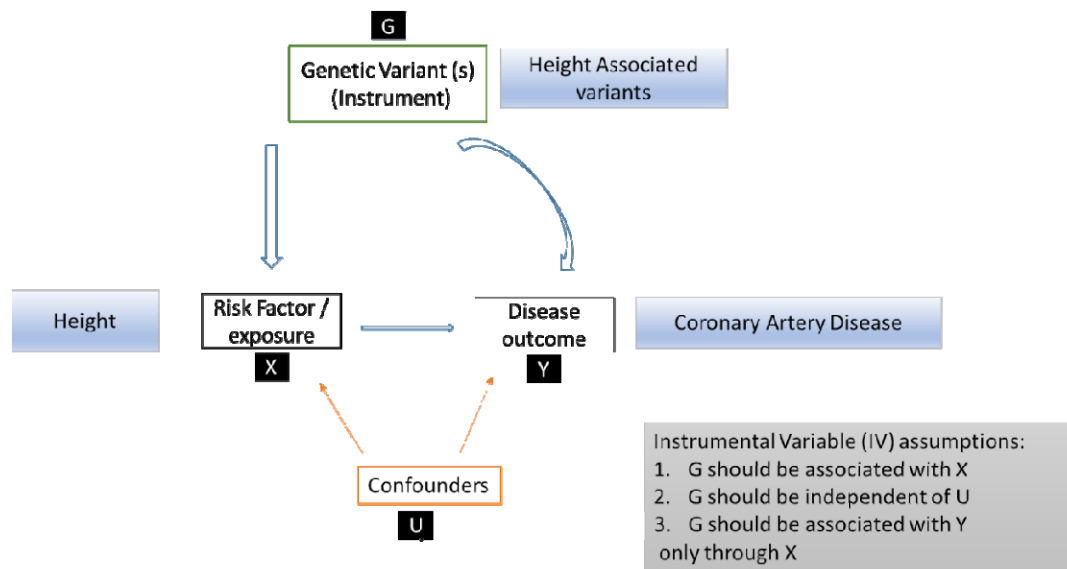 G
Genetic Variant (s)
(Instrument)
Height Associated
variants
Height
Risk Factor /
exposure
X
Disease
outcome
Y
Coronary Artery Disease
Confounders
U
Instrumental Variable (IV) assumptions:
1. G should be associated with X
2. G should be independent of U
3. G should be associated with Y
only through X